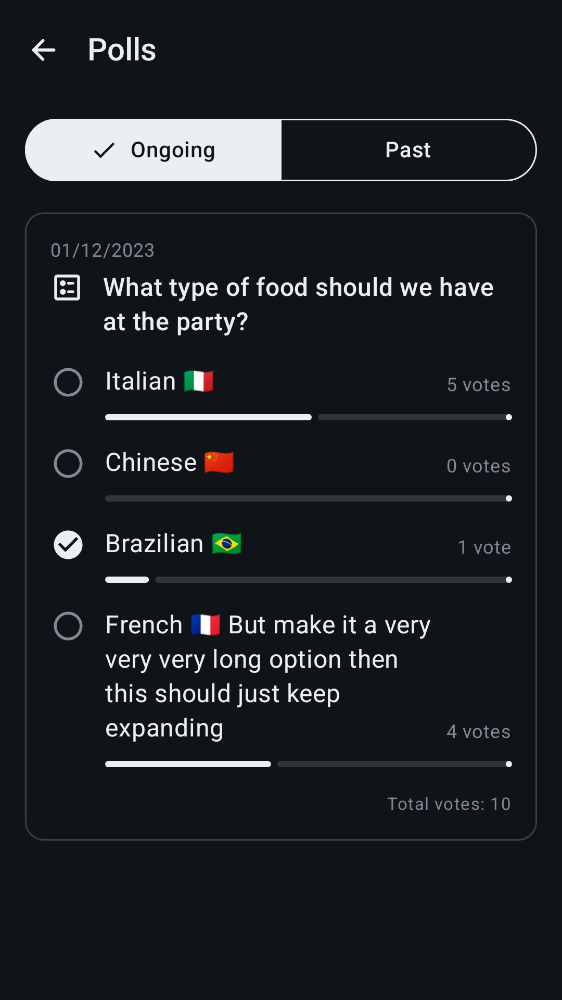 Polls
Ongoing
Past
01/12/2023
What type of food should we have
at the party?
Italian 🇮🇹
5 votes
Chinese 🇨🇳
0 votes
Brazilian 🇧🇷
1 vote
French 🇫🇷 But make it a very
very very long option then
this should just keep
expanding
4 votes
Total votes: 10